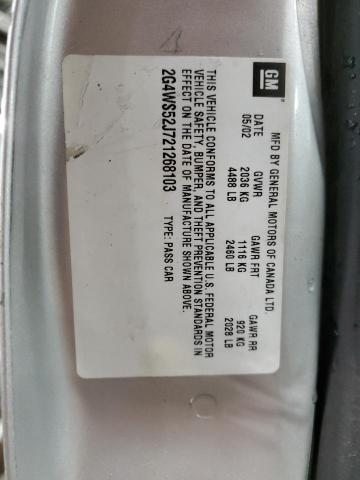 GM
MFD BY GENERAL MOTORS OF CANADA LTD.
DATE GVWR GAWR FRT GAWR RR
05/02 2036 KG 1116 KG 920 KG
4488 LB 2460 LB 2028 LB
THIS VEHICLE CONFORMS TO ALL APPLICABLE U.S. FEDERAL MOTOR
VEHICLE SAFETY, BUMPER, AND THEFT PREVENTION STANDARDS IN
EFFECT ON THE DATE OF MANUFACTURE SHOWN ABOVE.
2G4WS52J721268103 TYPE: PASS CAR
4